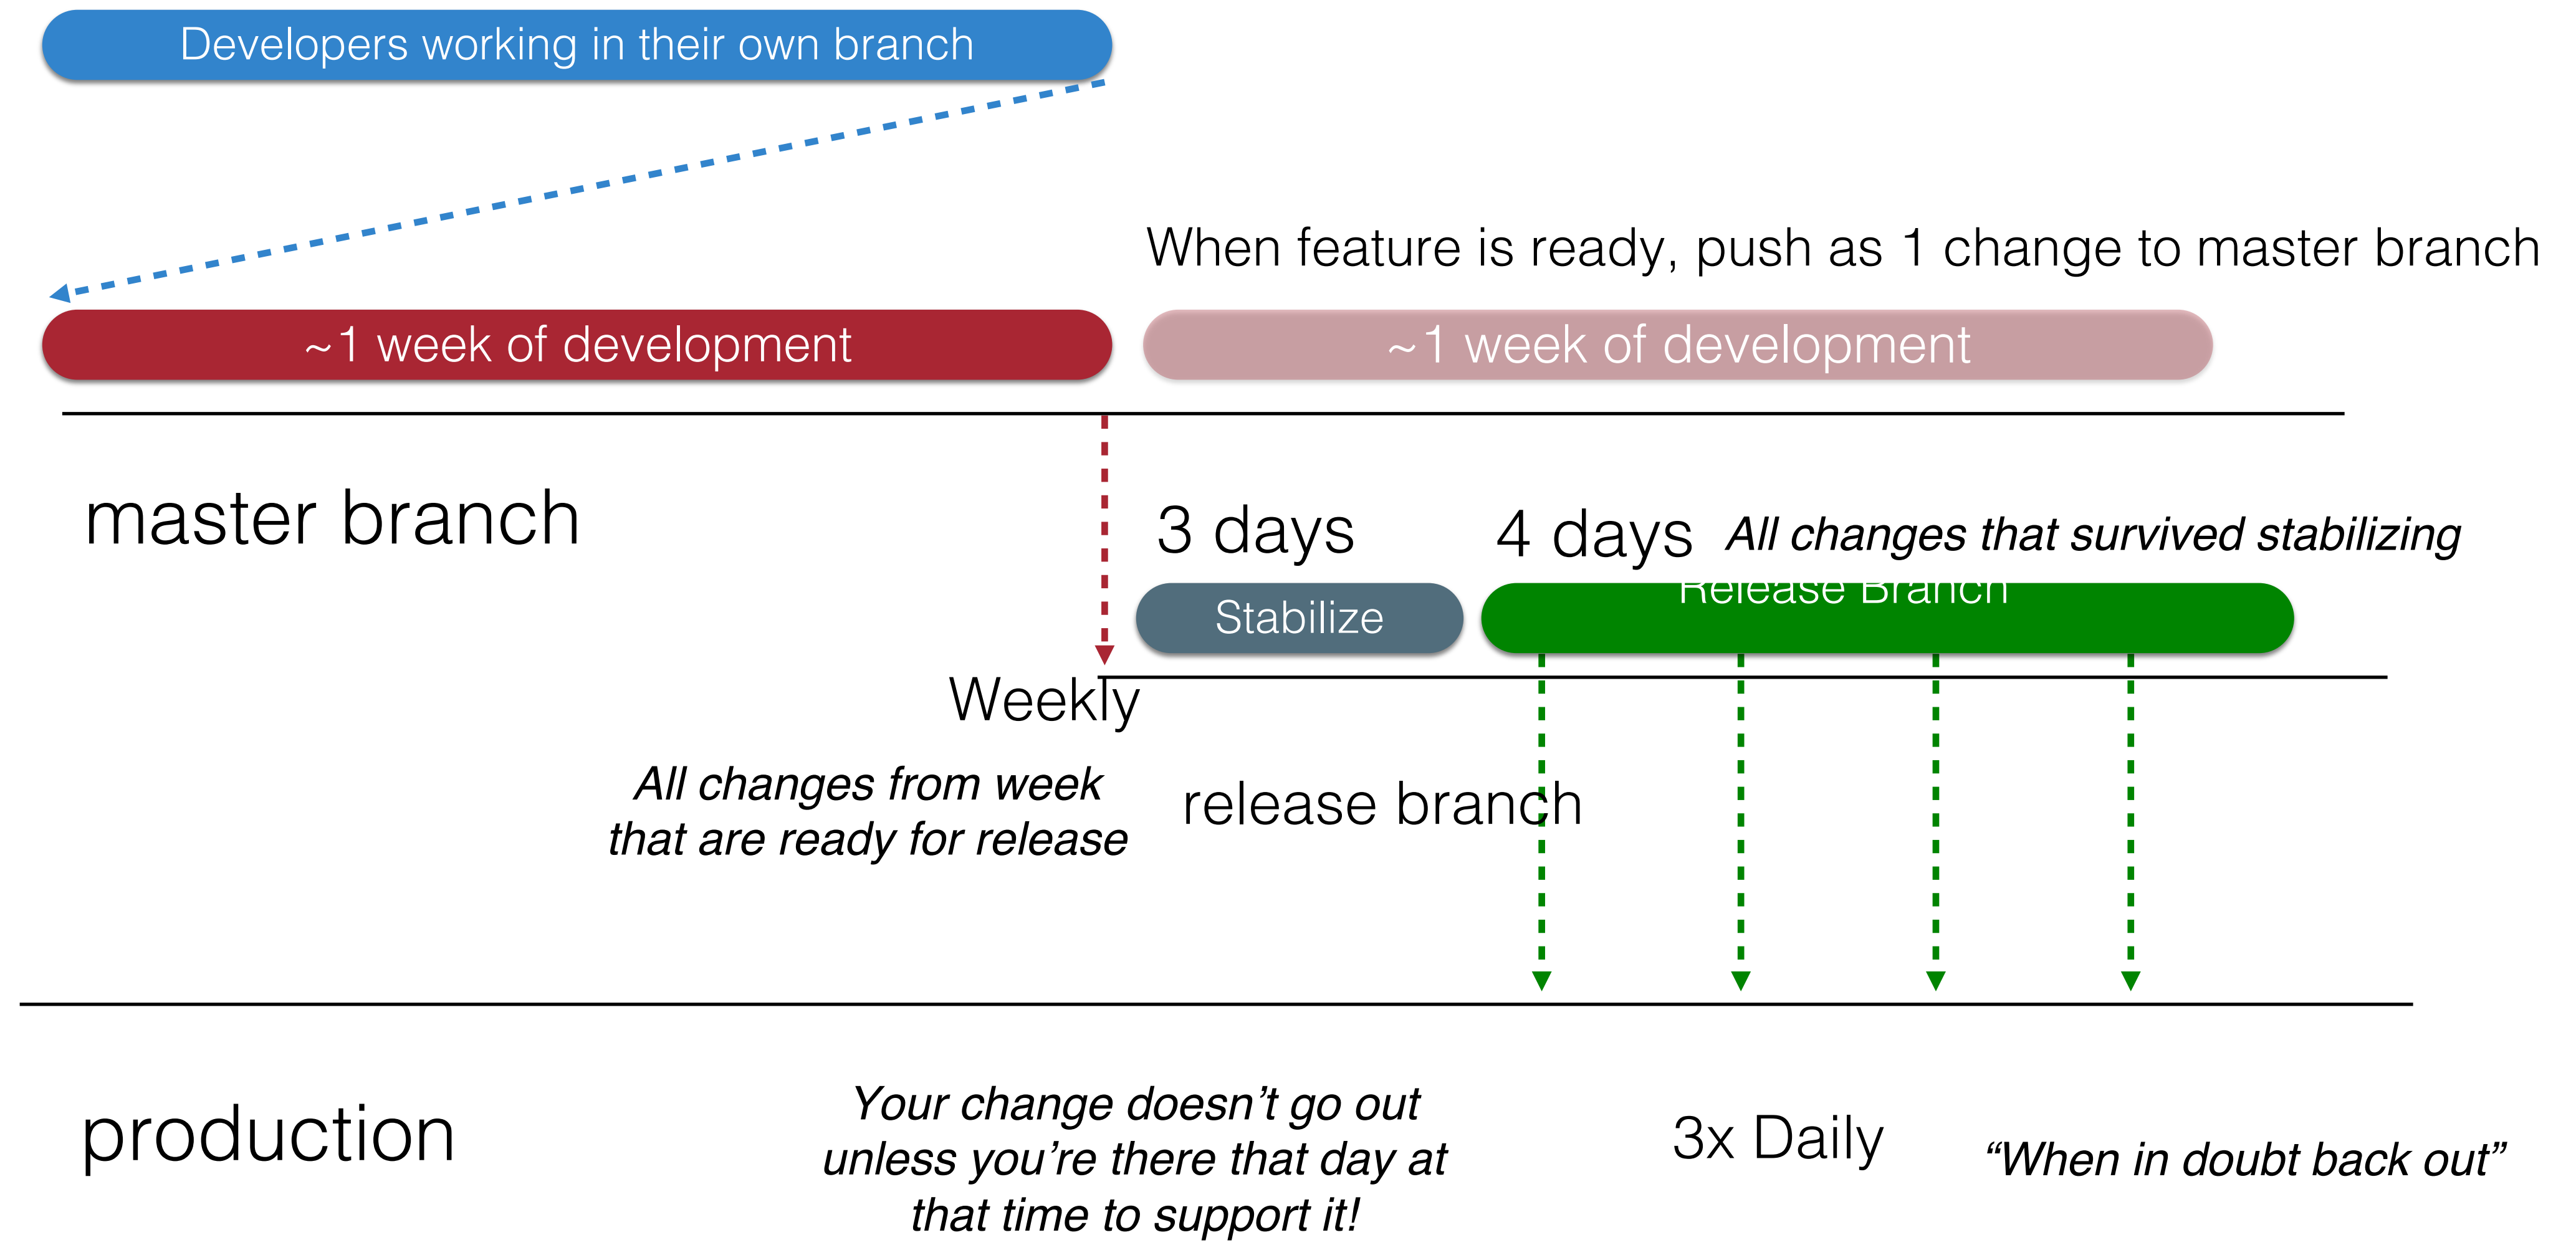 Developers working in their own branch
When feature is ready, push as 1 change to master branch
~1 week of development
~1 week of development
master branch
3 days
4 days
All changes that survived stabilizing
Stabilize
Release Branch
Weekly
All changes from week
that are ready for release
release branch
production
Your change doesn’t go out
unless you’re there that day at
that time to support it!
3x Daily
“When in doubt back out”